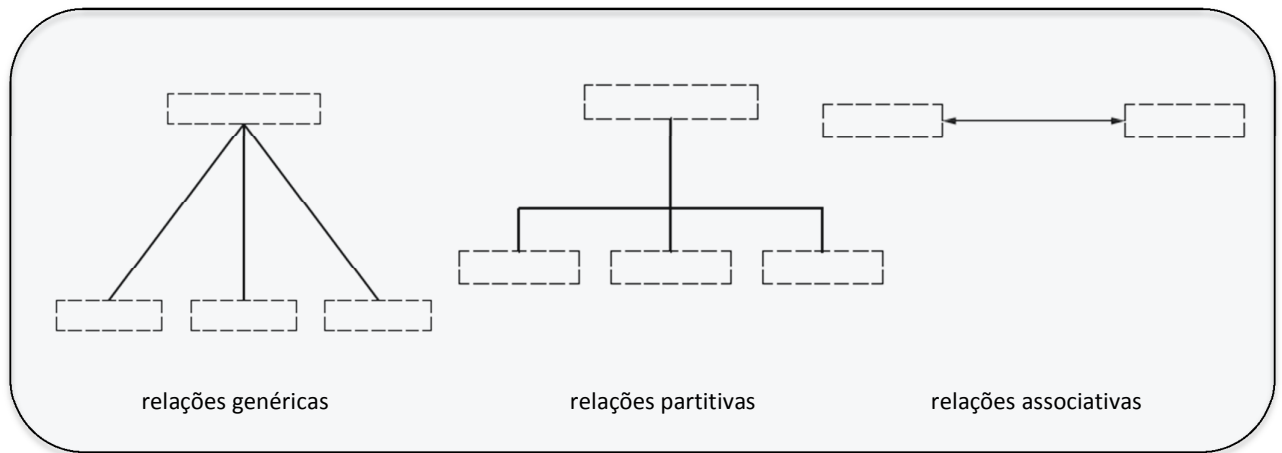 relações genéricas
relações partitivas
relações associativas